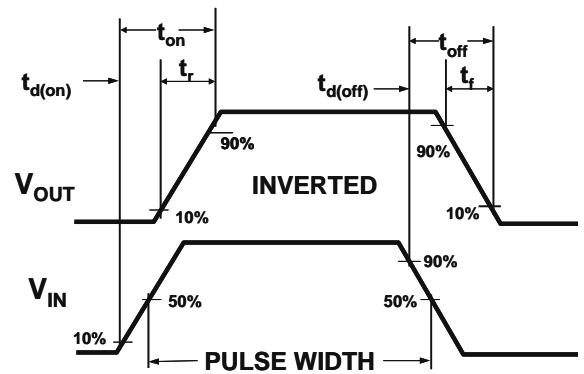 ton
toff
tr
tf
td(on)
td(off)
90%
90%
VOUT
INVERTED
10%
10%
90%
VIN
50%
50%
10%
PULSE WIDTH